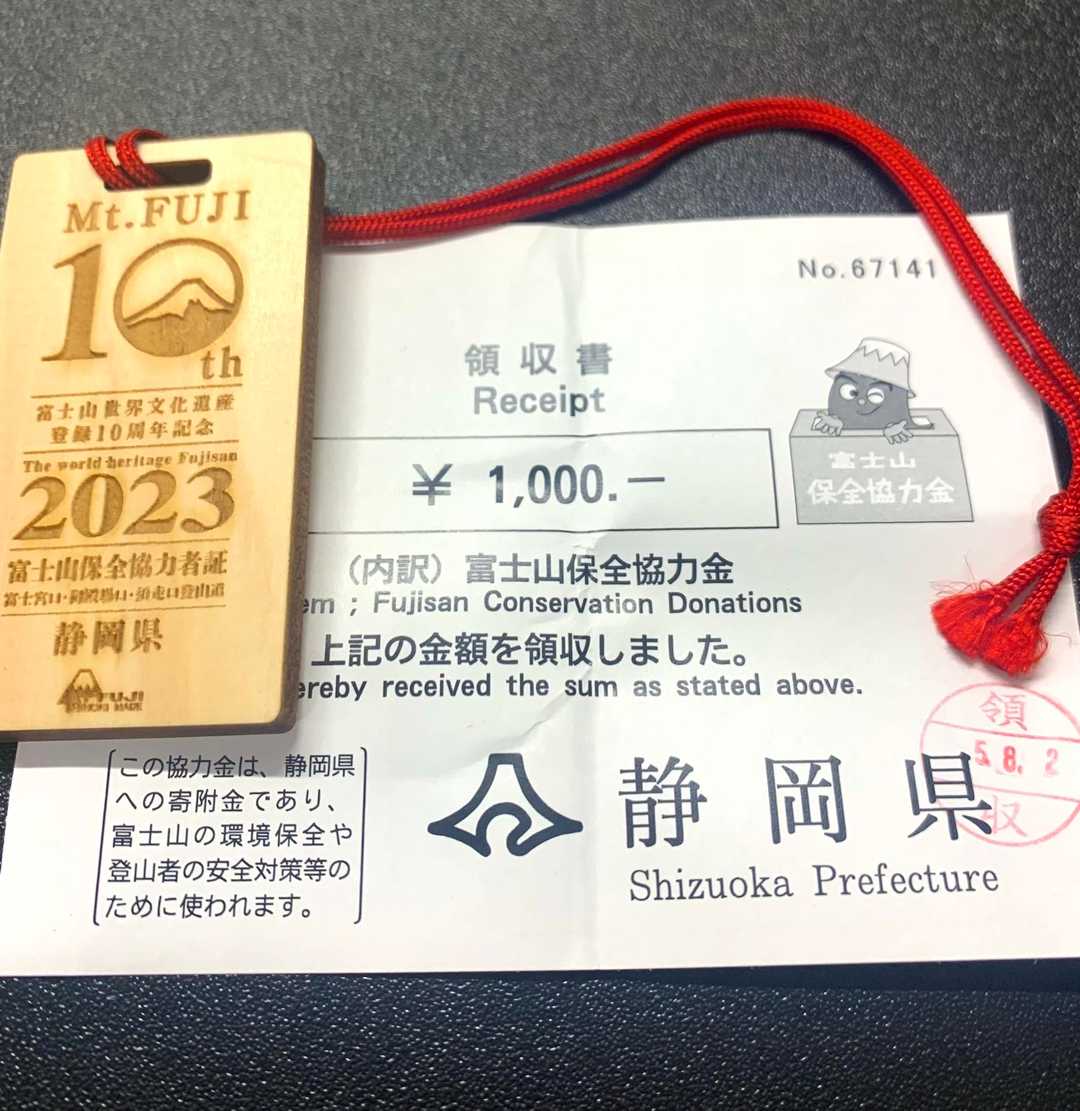 Mt.FUJI
10th
富士山世界文化遺産
登録10周年記念
The world heritage Fujisan
2023
富士山保全協力者証
富士宮口・御殿場口・須走口登山道
静岡県
FUJI
HINOKI MADE
No.67141
領収書
Receipt
¥ 1,000.－
富士山
保全協力金
(内訳) 富士山保全協力金
em ; Fujisan Conservation Donations
上記の金額を領収しました。
ereby received the sum as stated above.
この協力金は、静岡県
への寄附金であり、
富士山の環境保全や
登山者の安全対策等の
ために使われます。
静岡県
Shizuoka Prefecture
領
5.8.2
収